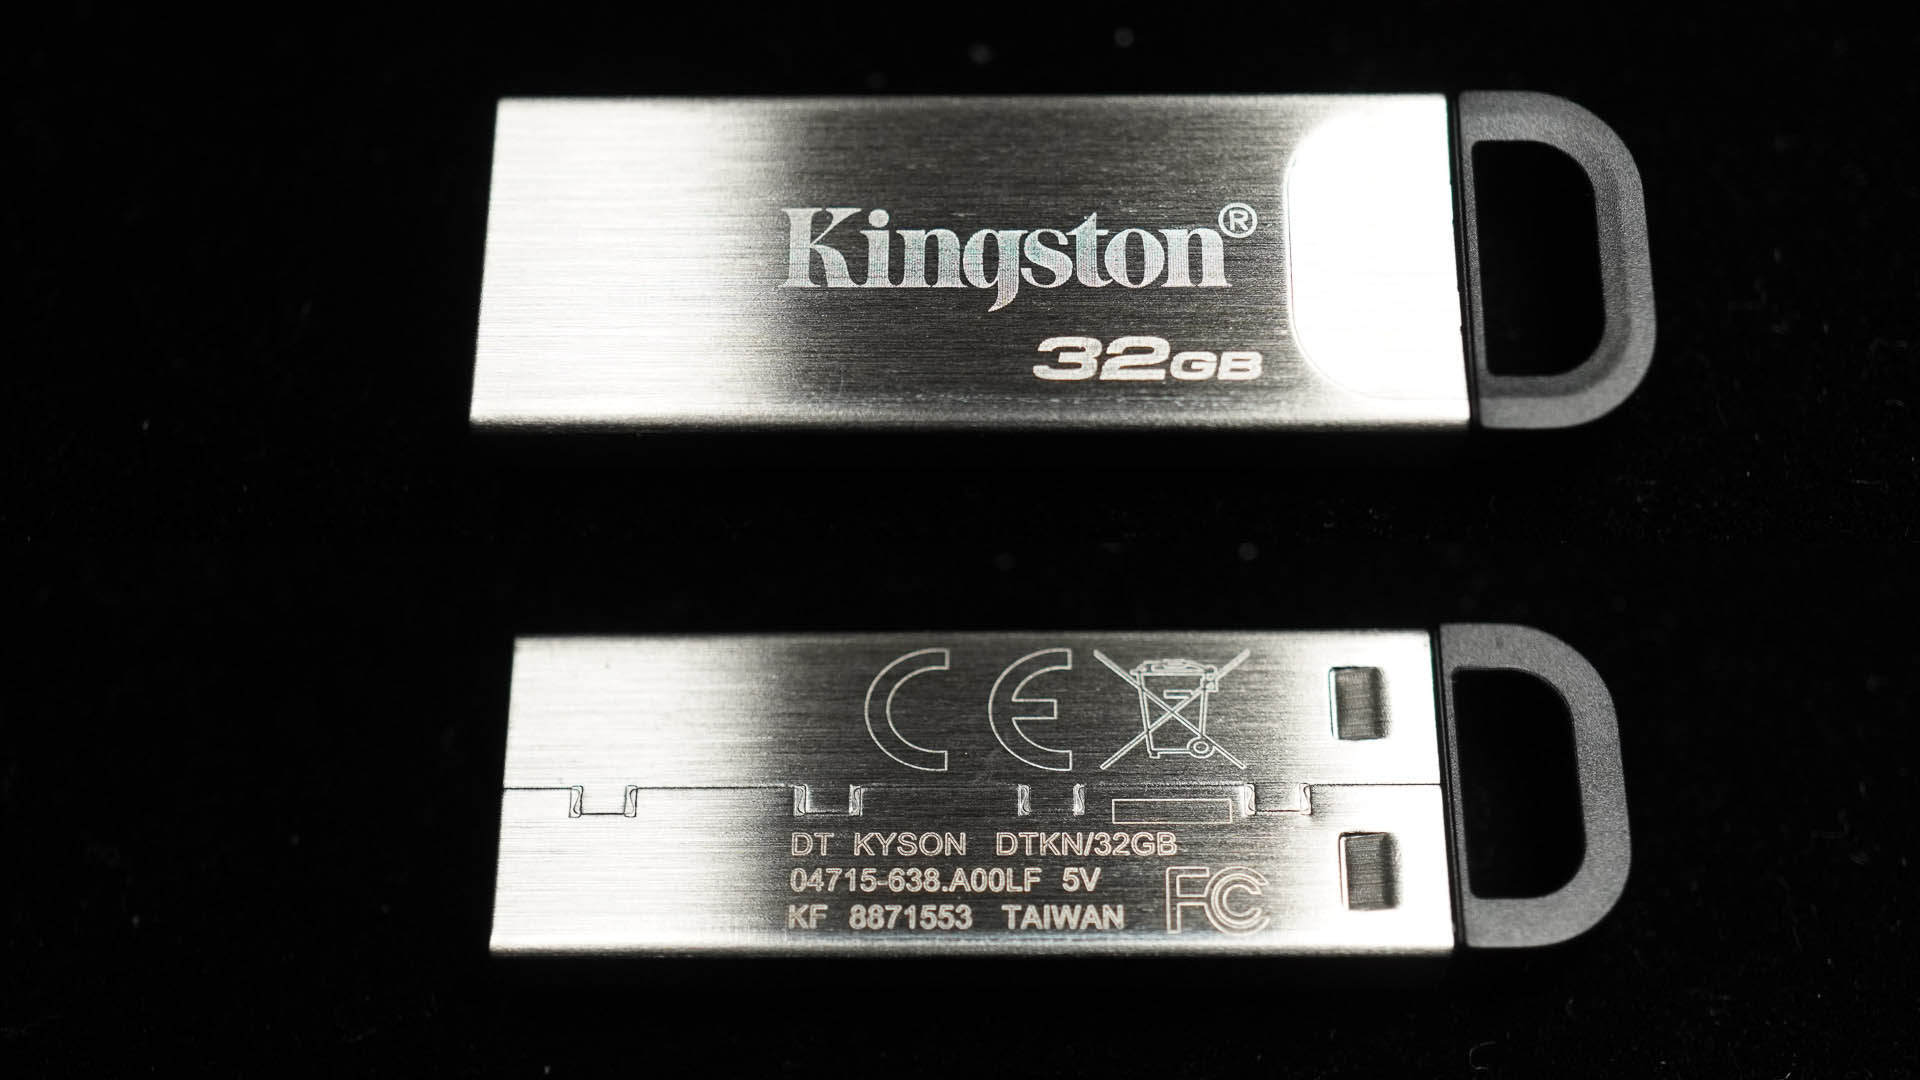 Kingston®
32GB
CE
DT KYSON DTKN/32GB
04715-638.A00LF 5V
KF 8871553 TAIWAN FC